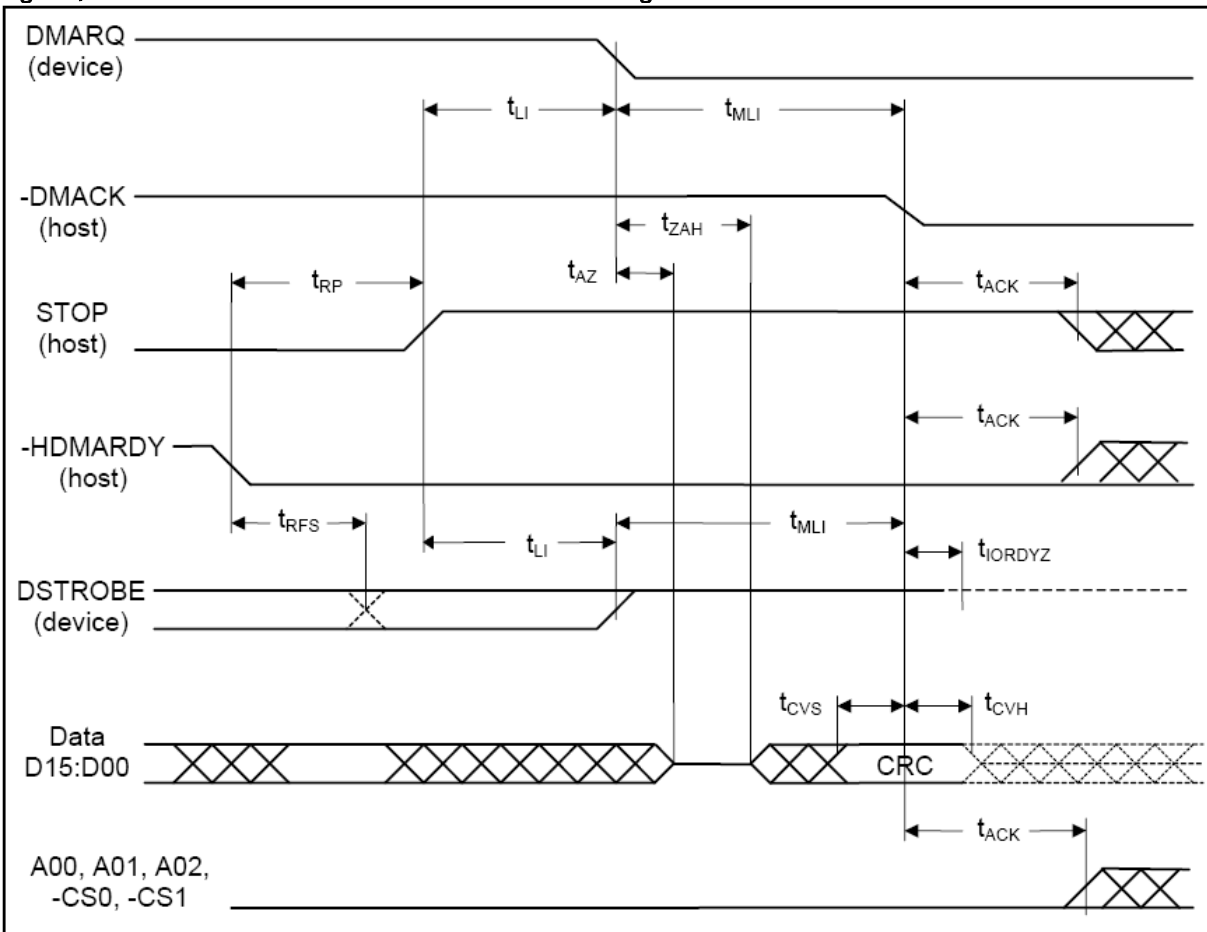 DMARQ
(device)
tLI
tMLI
-DMACK
(host)
tZAH
tAZ
tRP
tACK
STOP
(host)
tACK
-HDMARDY
(host)
tRFS
tMLI
tLI
tIORDYZ
DSTROBE
(device)
tCVS
tCVH
Data
D15:D00
CRC
tACK
A00, A01, A02,
-CS0, -CS1